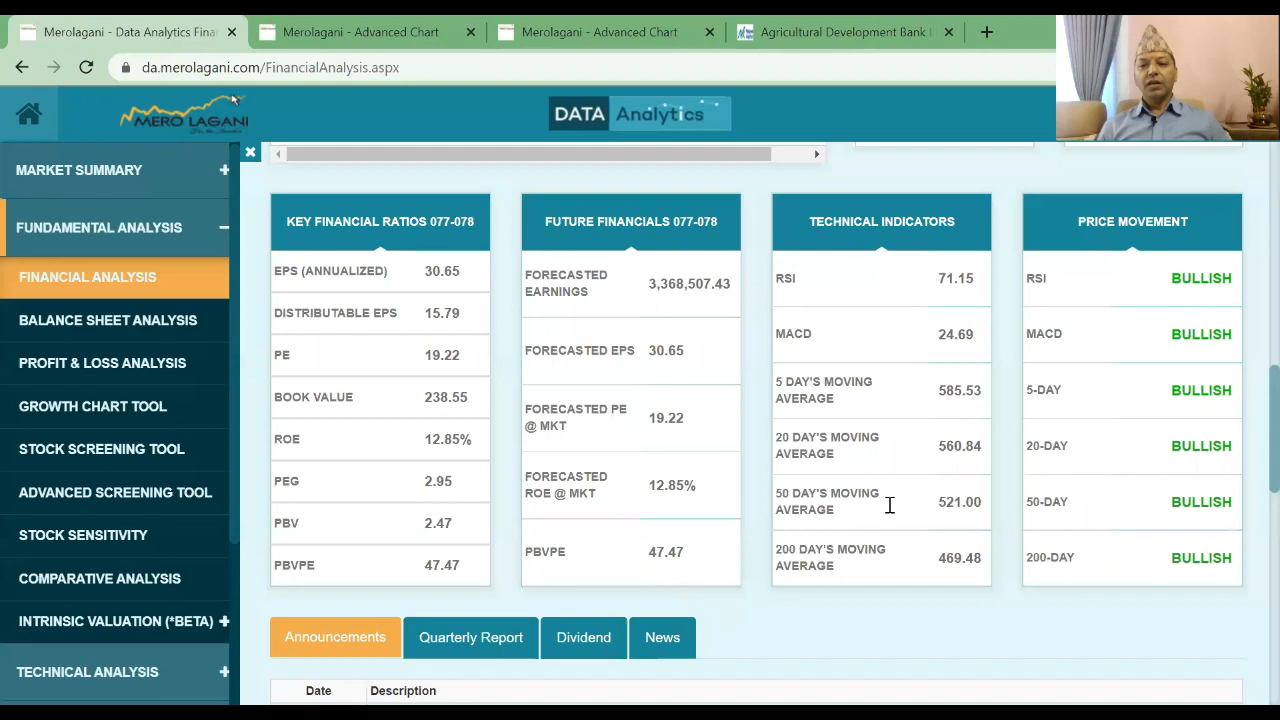 Merolagani - Data Analytics Fina
Merolagani - Advanced Chart
Merolagani - Advanced Chart
Agricultural Development Bank
da.merolagani.com/FinancialAnalysis.aspx
MERO LAGANI
DATA Analytics
MARKET SUMMARY
FUNDAMENTAL ANALYSIS
FINANCIAL ANALYSIS
BALANCE SHEET ANALYSIS
PROFIT & LOSS ANALYSIS
GROWTH CHART TOOL
STOCK SCREENING TOOL
ADVANCED SCREENING TOOL
STOCK SENSITIVITY
COMPARATIVE ANALYSIS
INTRINSIC VALUATION (*BETA)
TECHNICAL ANALYSIS
KEY FINANCIAL RATIOS 077-078
EPS (ANNUALIZED) 30.65
DISTRIBUTABLE EPS 15.79
PE 19.22
BOOK VALUE 238.55
ROE 12.85%
PEG 2.95
PBV 2.47
PBVPE 47.47
FUTURE FINANCIALS 077-078
FORECASTED
EARNINGS 3,368,507.43
FORECASTED EPS 30.65
FORECASTED PE
@ MKT 19.22
FORECASTED
ROE @ MKT 12.85%
PBVPE 47.47
TECHNICAL INDICATORS
RSI 71.15
MACD 24.69
5 DAY'S MOVING
AVERAGE 585.53
20 DAY'S MOVING
AVERAGE 560.84
50 DAY'S MOVING
AVERAGE 521.00
200 DAY'S MOVING
AVERAGE 469.48
PRICE MOVEMENT
RSI BULLISH
MACD BULLISH
5-DAY BULLISH
20-DAY BULLISH
50-DAY BULLISH
200-DAY BULLISH
Announcements
Quarterly Report
Dividend
News
Date Description